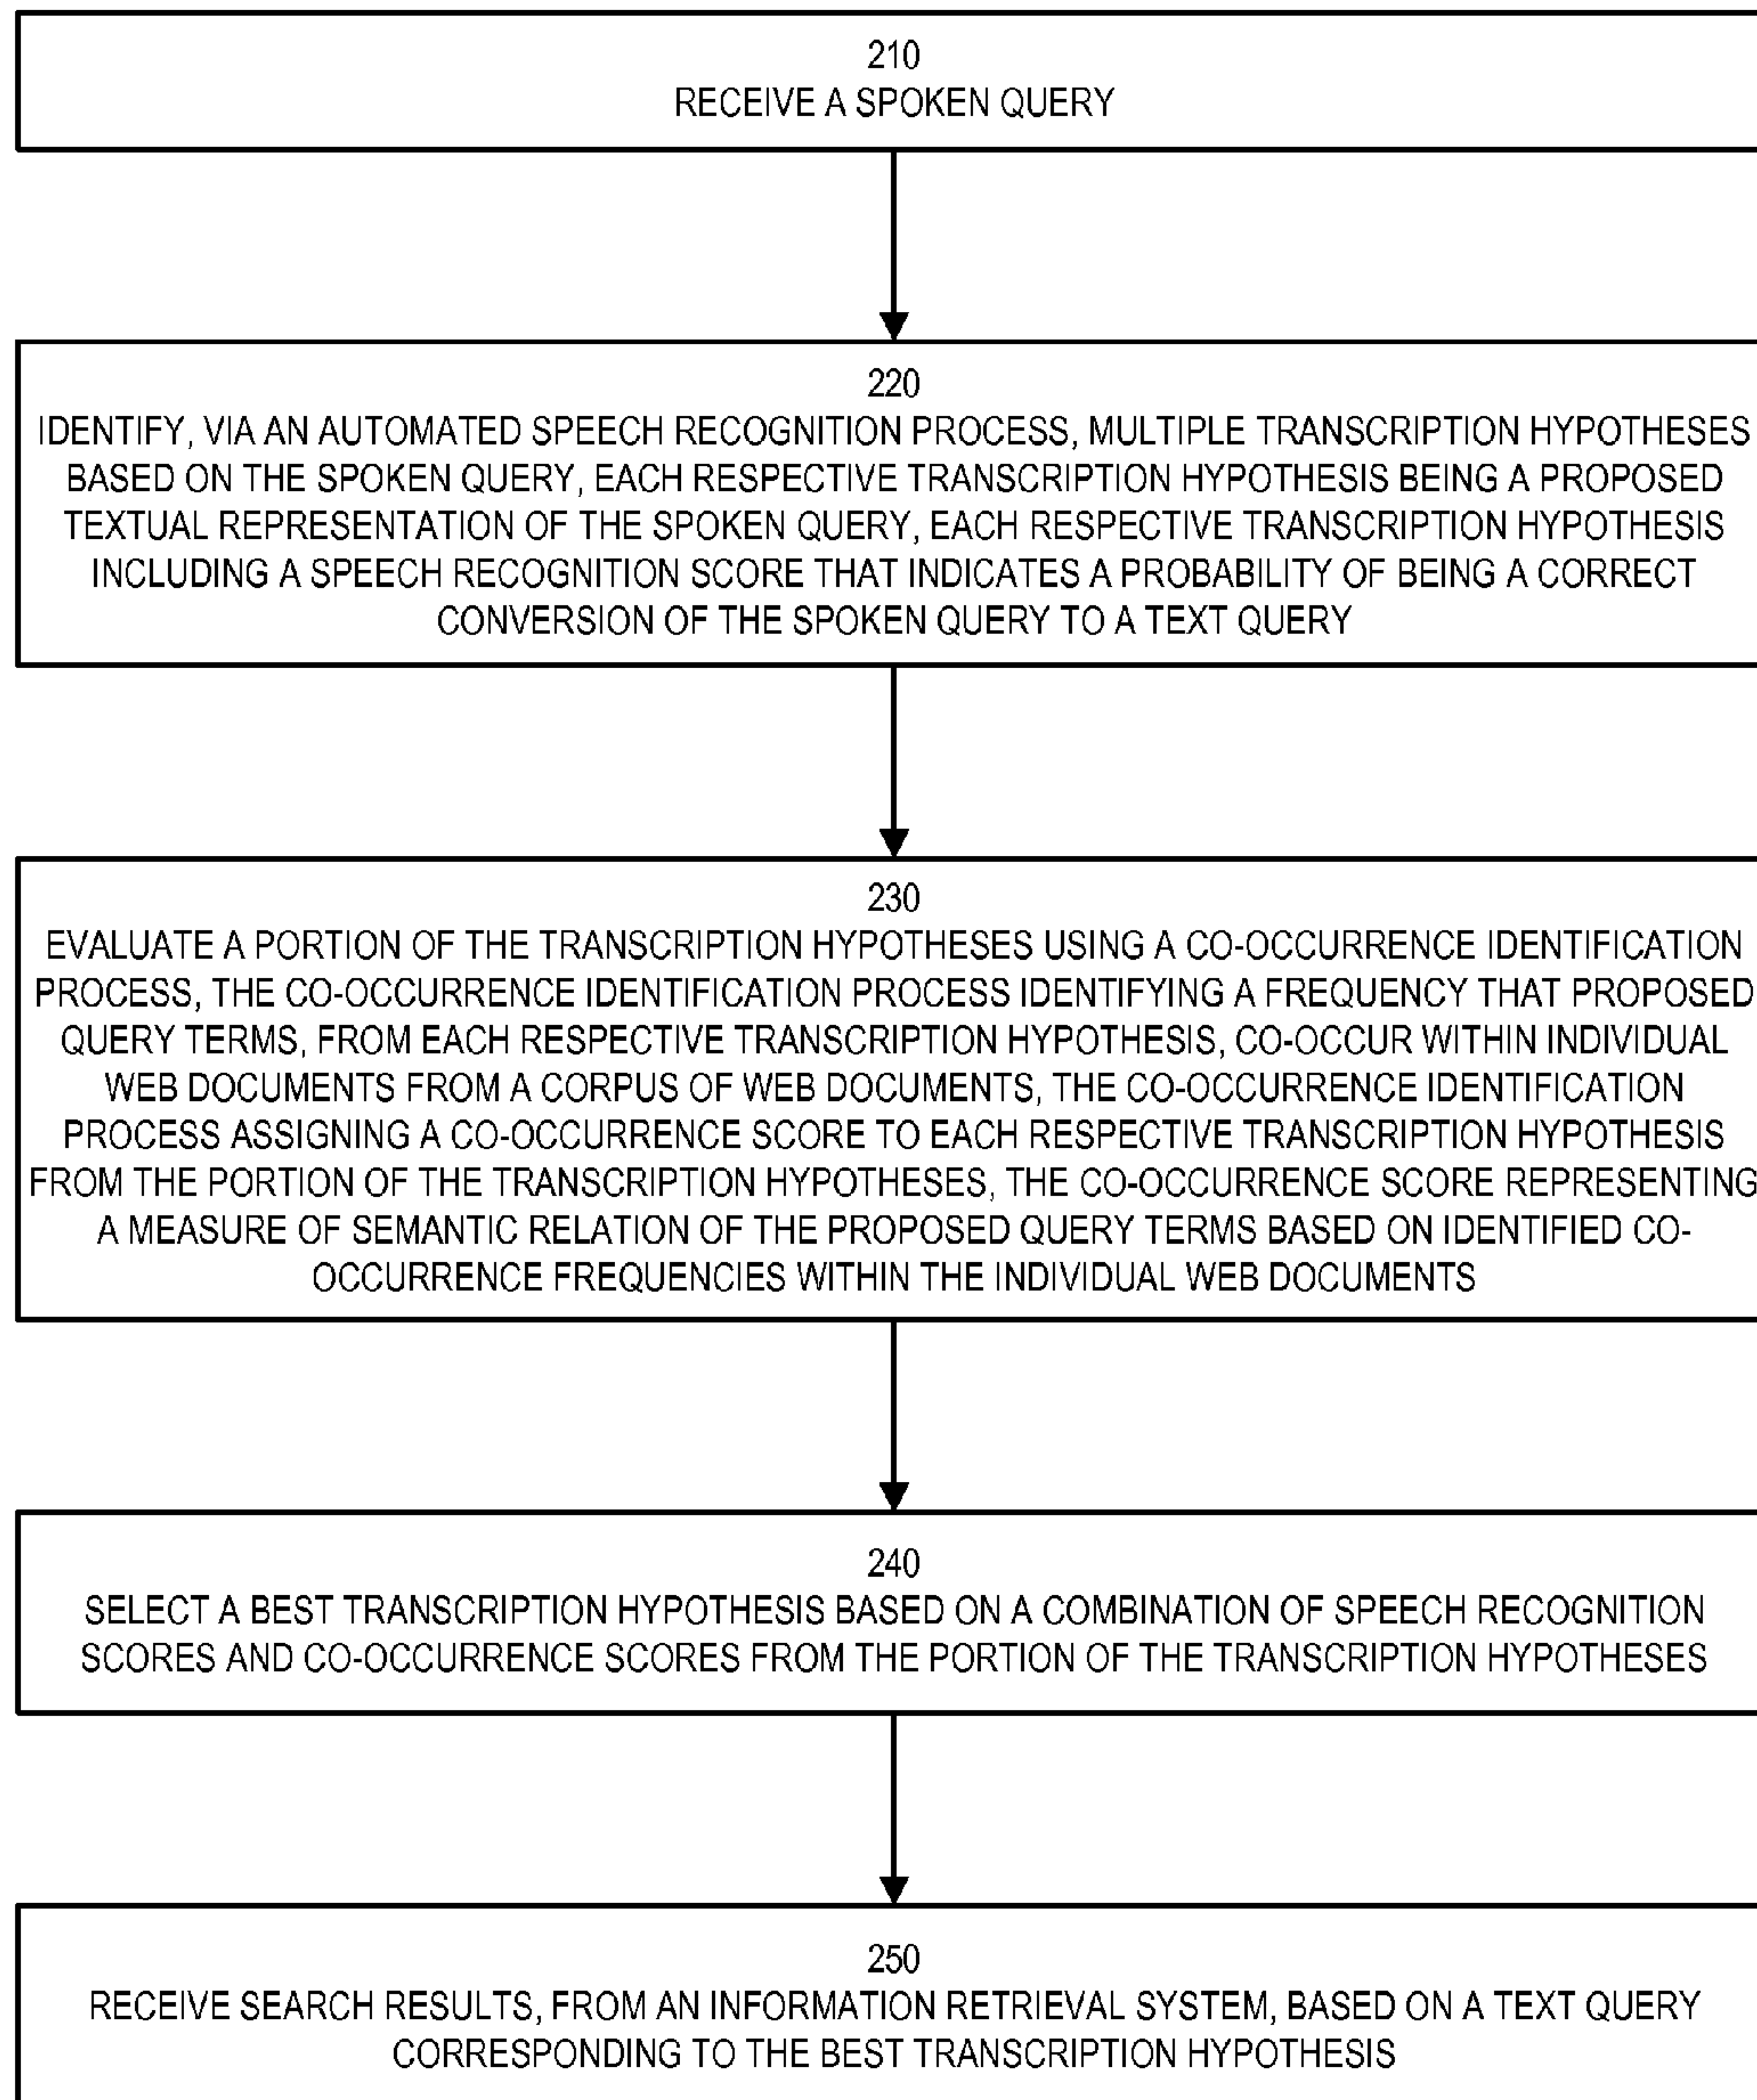 210
RECEIVE A SPOKEN QUERY
220
IDENTIFY, VIA AN AUTOMATED SPEECH RECOGNITION PROCESS, MULTIPLE TRANSCRIPTION HYPOTHESES
BASED ON THE SPOKEN QUERY, EACH RESPECTIVE TRANSCRIPTION HYPOTHESIS BEING A PROPOSED
TEXTUAL REPRESENTATION OF THE SPOKEN QUERY, EACH RESPECTIVE TRANSCRIPTION HYPOTHESIS
INCLUDING A SPEECH RECOGNITION SCORE THAT INDICATES A PROBABILITY OF BEING A CORRECT
CONVERSION OF THE SPOKEN QUERY TO A TEXT QUERY
230
EVALUATE A PORTION OF THE TRANSCRIPTION HYPOTHESES USING A CO-OCCURRENCE IDENTIFICATION
PROCESS, THE CO-OCCURRENCE IDENTIFICATION PROCESS IDENTIFYING A FREQUENCY THAT PROPOSED
QUERY TERMS, FROM EACH RESPECTIVE TRANSCRIPTION HYPOTHESIS, CO-OCCUR WITHIN INDIVIDUAL
WEB DOCUMENTS FROM A CORPUS OF WEB DOCUMENTS, THE CO-OCCURRENCE IDENTIFICATION
PROCESS ASSIGNING A CO-OCCURRENCE SCORE TO EACH RESPECTIVE TRANSCRIPTION HYPOTHESIS
FROM THE PORTION OF THE TRANSCRIPTION HYPOTHESES, THE CO-OCCURRENCE SCORE REPRESENTING
A MEASURE OF SEMANTIC RELATION OF THE PROPOSED QUERY TERMS BASED ON IDENTIFIED CO-
OCCURRENCE FREQUENCIES WITHIN THE INDIVIDUAL WEB DOCUMENTS
240
SELECT A BEST TRANSCRIPTION HYPOTHESIS BASED ON A COMBINATION OF SPEECH RECOGNITION
SCORES AND CO-OCCURRENCE SCORES FROM THE PORTION OF THE TRANSCRIPTION HYPOTHESES
250
RECEIVE SEARCH RESULTS, FROM AN INFORMATION RETRIEVAL SYSTEM, BASED ON A TEXT QUERY
CORRESPONDING TO THE BEST TRANSCRIPTION HYPOTHESIS